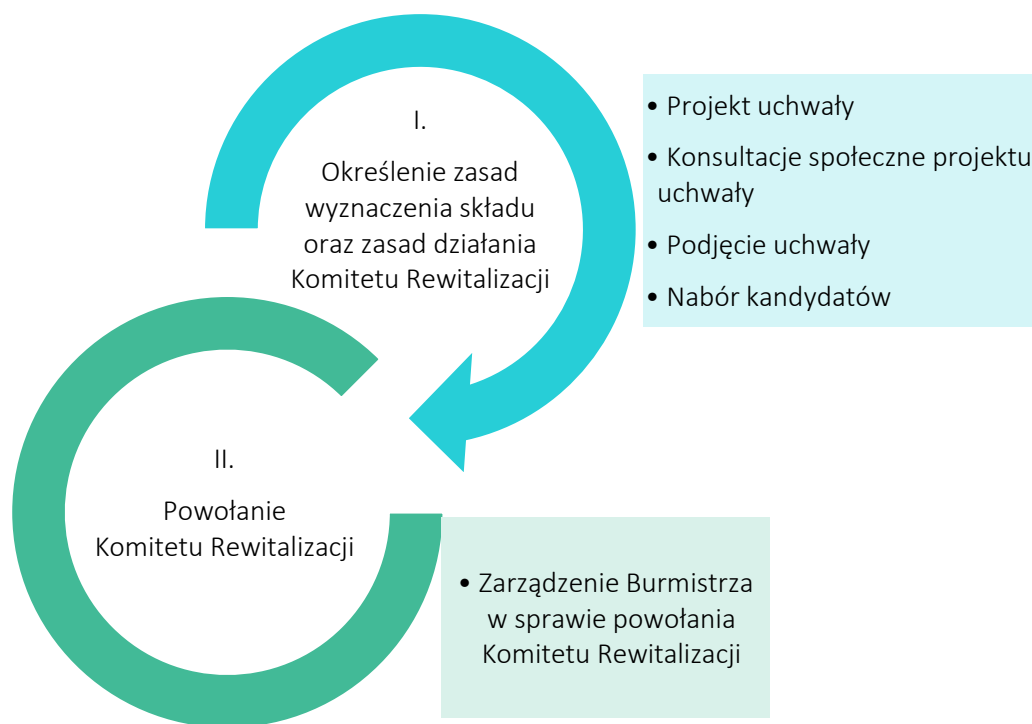 I.
Określenie zasad
wyznaczenia składu
oraz zasad działania
Komitetu Rewitalizacji
• Projekt uchwały
• Konsultacje społeczne projektu
uchwały
• Podjęcie uchwały
• Nabór kandydatów
II.
Powołanie
Komitetu Rewitalizacji
• Zarządzenie Burmistrza
w sprawie powołania
Komitetu Rewitalizacji